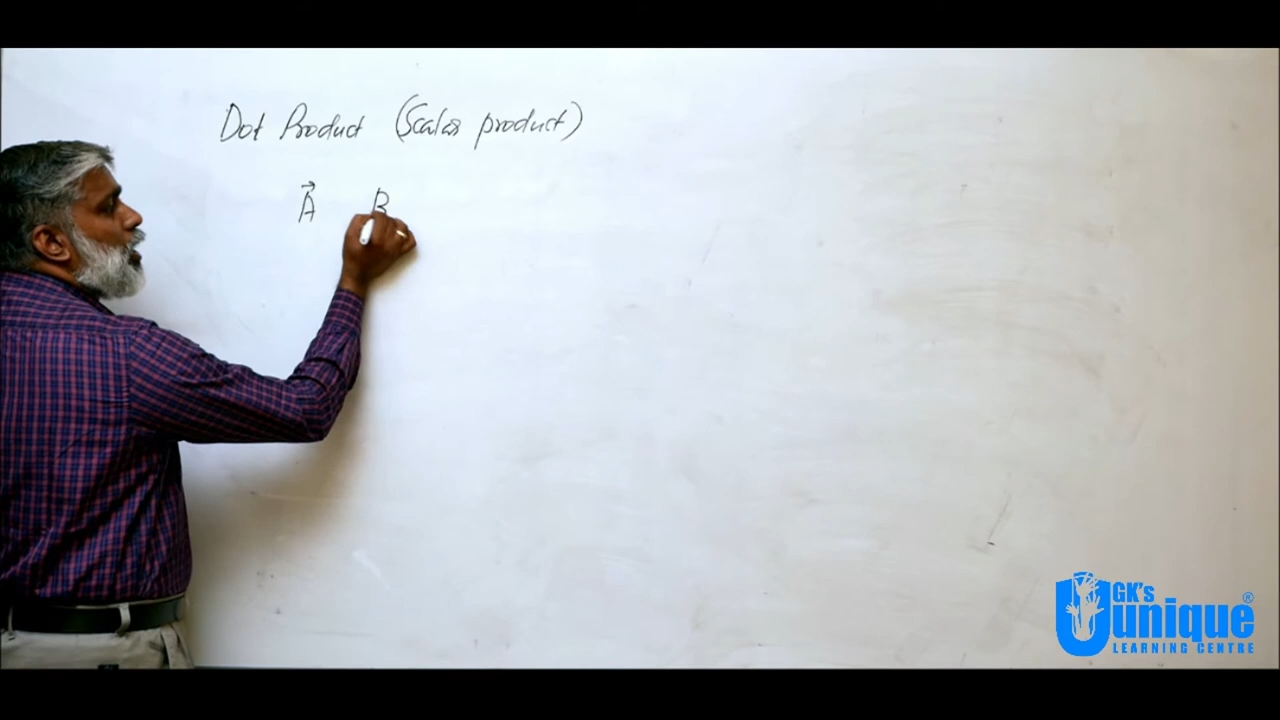 Dot Product (Scalar product)
A⃗ B
GK's
unique®
LEARNING CENTRE